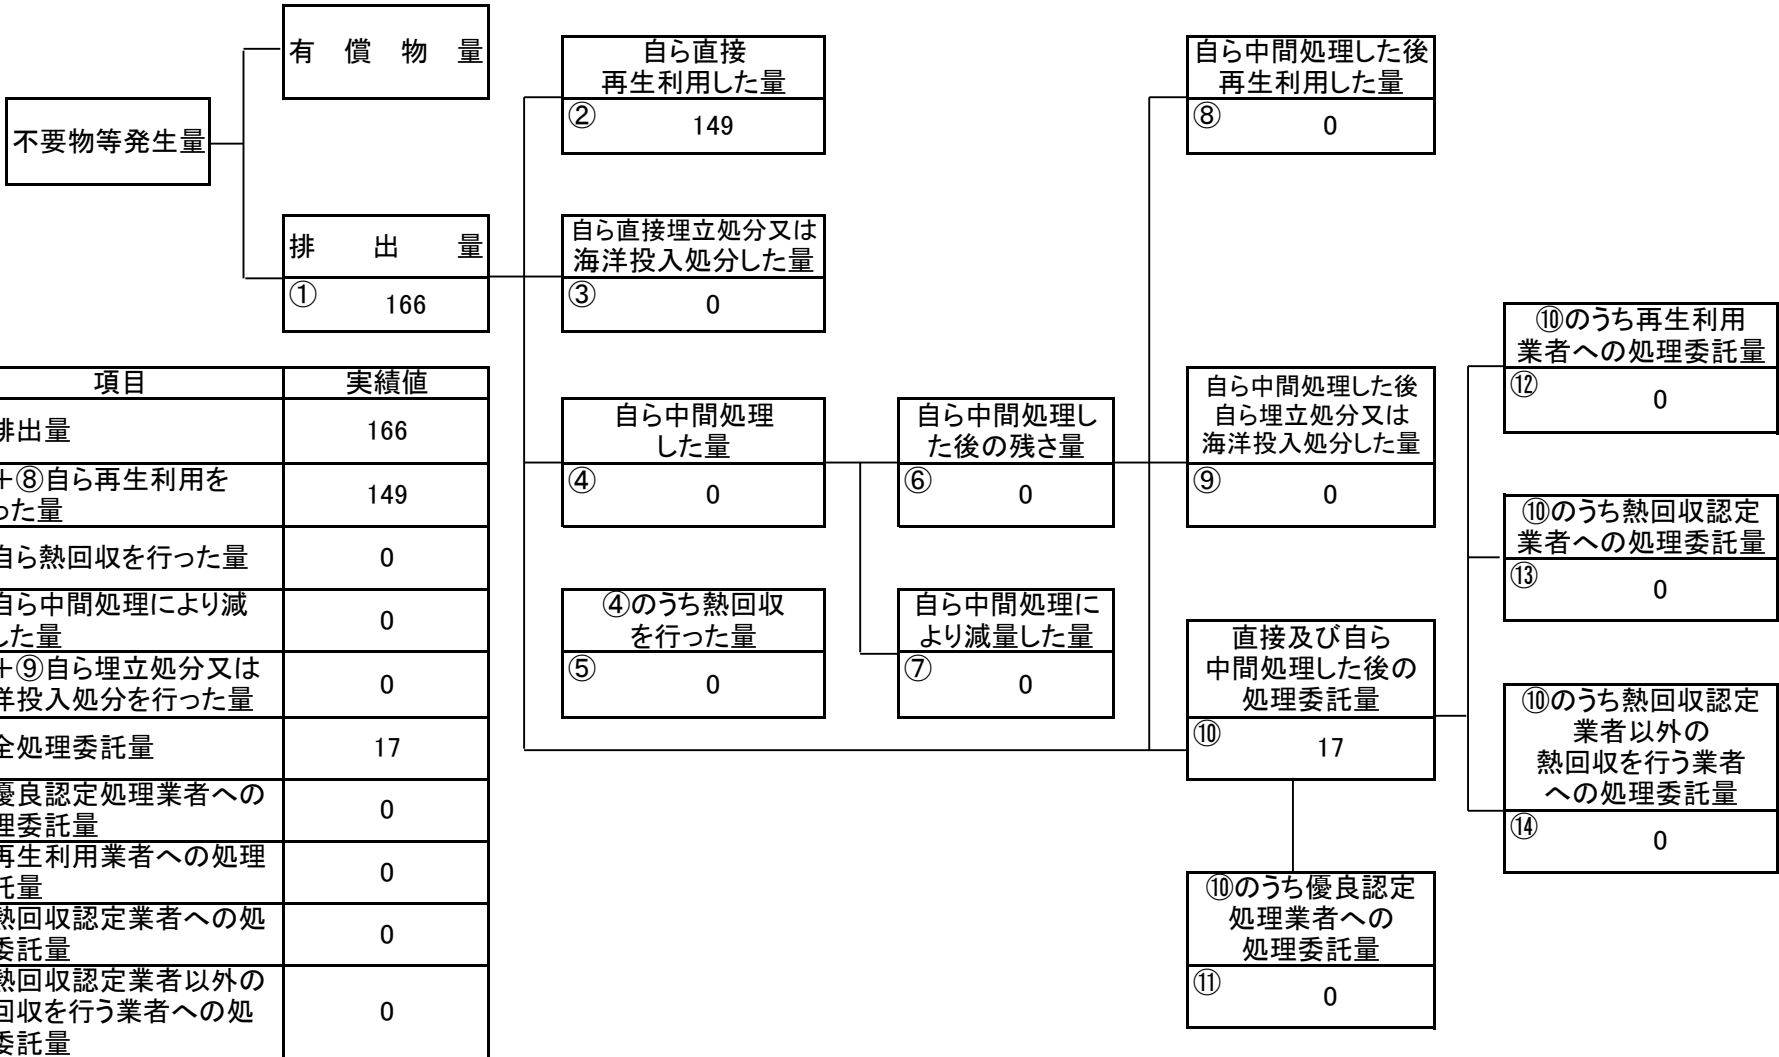 有償物量
不要物等発生量
排出量
① 166
自ら直接
再生利用した量
② 149
自ら直接埋立処分又は
海洋投入処分した量
③ 0
自ら中間処理
した量
④ 0
④のうち熱回収
を行った量
⑤ 0
自ら中間処理し
た後の残さ量
⑥ 0
自ら中間処理に
より減量した量
⑦ 0
自ら中間処理した後
再生利用した量
⑧ 0
自ら中間処理した後
自ら埋立処分又は
海洋投入処分した量
⑨ 0
直接及び自ら
中間処理した後の
処理委託量
⑩ 17
⑩のうち優良認定
処理業者への
処理委託量
⑪ 0
⑩のうち再生利用
業者への処理委託量
⑫ 0
⑩のうち熱回収認定
業者への処理委託量
⑬ 0
⑩のうち熱回収認定
業者以外の
熱回収を行う業者
への処理委託量
⑭ 0
項目 実績値
排出量 166
+⑧自ら再生利用を
った量 149
自ら熱回収を行った量 0
自ら中間処理により減
した量 0
+⑨自ら埋立処分又は
洋投入処分を行った量 0
全処理委託量 17
優良認定処理業者への
理委託量 0
再生利用業者への処理
託量 0
熱回収認定業者への処
委託量 0
熱回収認定業者以外の
回収を行う業者への処
委託量 0